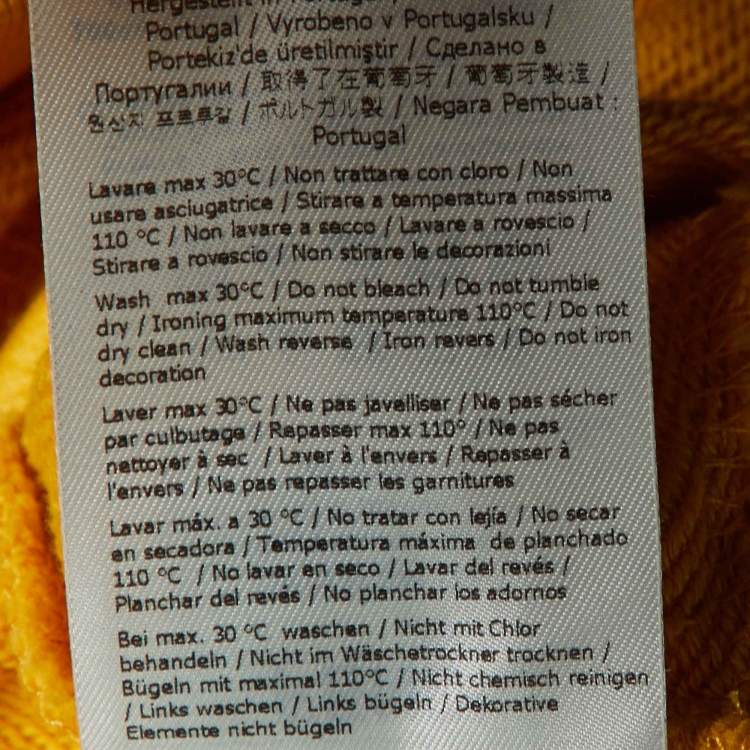 Hergestellt in Portugal /
Portugal / Vyrobeno v Portugalsku /
Portekiz'de üretilmiştir / Сделано в
Португалии / 取得了在葡萄牙 / 葡萄牙製造 /
원산지 포르투갈 / ポルトガル製 / Negara Pembuat :
Portugal
Lavare max 30°C / Non trattare con cloro / Non
usare asciugatrice / Stirare a temperatura massima
110 °C / Non lavare a secco / Lavare a rovescio /
Stirare a rovescio / Non stirare le decorazioni
Wash max 30°C / Do not bleach / Do not tumble
dry / Ironing maximum temperature 110°C / Do not
dry clean / Wash reverse / Iron revers / Do not iron
decoration
Laver max 30°C / Ne pas javelliser / Ne pas sécher
par culbutage / Repasser max 110° / Ne pas
nettoyer à sec / Laver à l'envers / Repasser à
l'envers / Ne pas repasser les garnitures
Lavar máx. a 30 °C / No tratar con lejía / No secar
en secadora / Temperatura máxima de planchado
110 °C / No lavar en seco / Lavar del revés /
Planchar del revés / No planchar los adornos
Bei max. 30 °C waschen / Nicht mit Chlor
behandeln / Nicht im Wäschetrockner trocknen /
Bügeln mit maximal 110°C / Nicht chemisch reinigen
/ Links waschen / Links bügeln / Dekorative
Elemente nicht bügeln